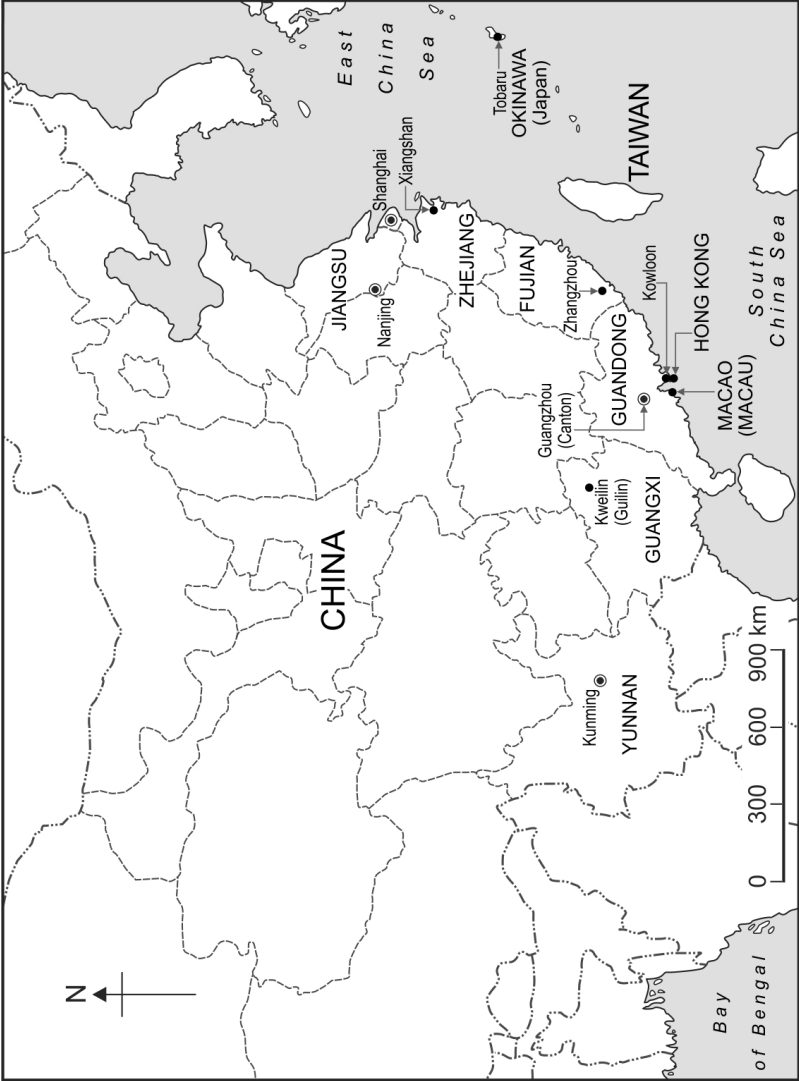 N
CHINA
East
China
Sea
Tobaru
OKINAWA
(Japan)
Shanghai
Xiangshan
JIANGSU
Nanjing
ZHEJIANG
FUJIAN
Zhangzhou
TAIWAN
Guangzhou
(Canton)
GUANDONG
Kowloon
HONG KONG
MACAO
(MACAU)
South
China Sea
Kweilin
(Guilin)
GUANGXI
Kunming
YUNNAN
Bay
of Bengal
0 300 600 900 km